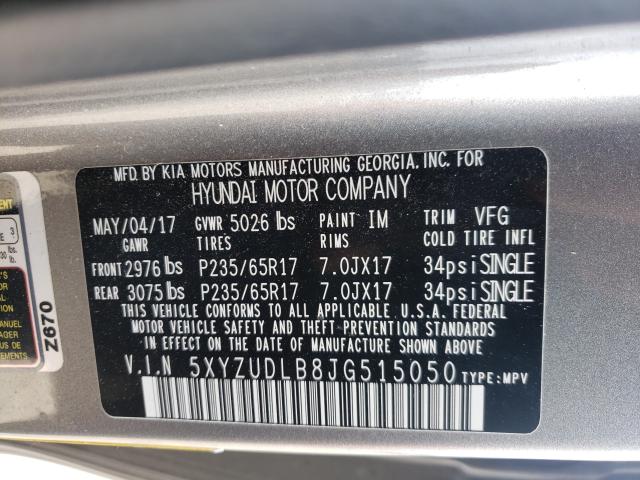 MFD. BY KIA MOTORS MANUFACTURING GEORGIA. INC. FOR
HYUNDAI MOTOR COMPANY
MAY/04/17 GVWR 5026 lbs PAINT IM TRIM VFG
GAWR TIRES RIMS COLD TIRE INFL
FRONT 2976 lbs P235/65R17 7.0JX17 34psi SINGLE
REAR 3075 lbs P235/65R17 7.0JX17 34psi SINGLE
THIS VEHICLE CONFORMS TO ALL APPLICABLE U.S.A. FEDERAL
MOTOR VEHICLE SAFETY AND THEFT-PREVENTION STANDARDS
IN EFFECT ON THE DATE OF MANUFACTURE SHOWN ABOVE.
V.I.N 5XYZUDLB8JG515050 TYPE:MPV
Z670
3
lbs.
MANUEL